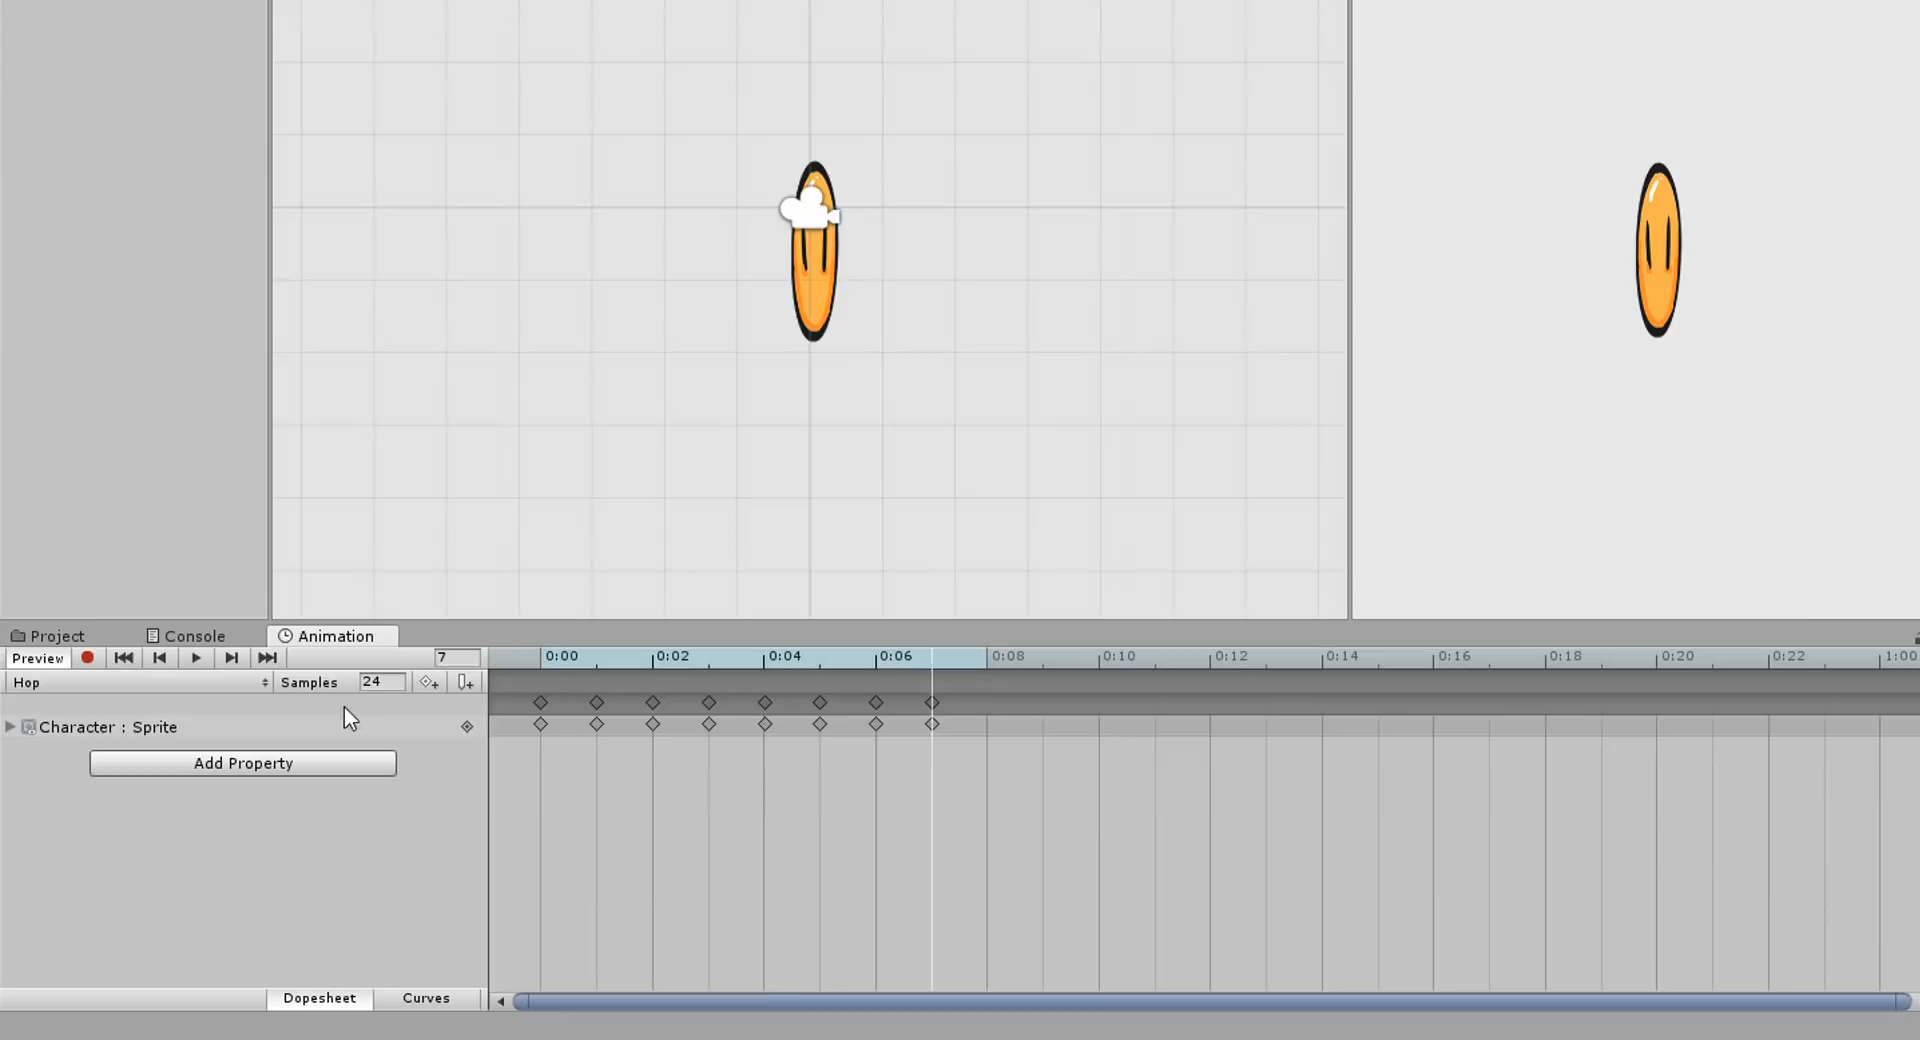 Project Console Animation
Preview 7 0:00 0:02 0:04 0:06 0:08 0:10 0:12 0:14 0:16 0:18 0:20 0:22 1:00
Hop Samples 24
Character : Sprite
Add Property
Dopesheet Curves